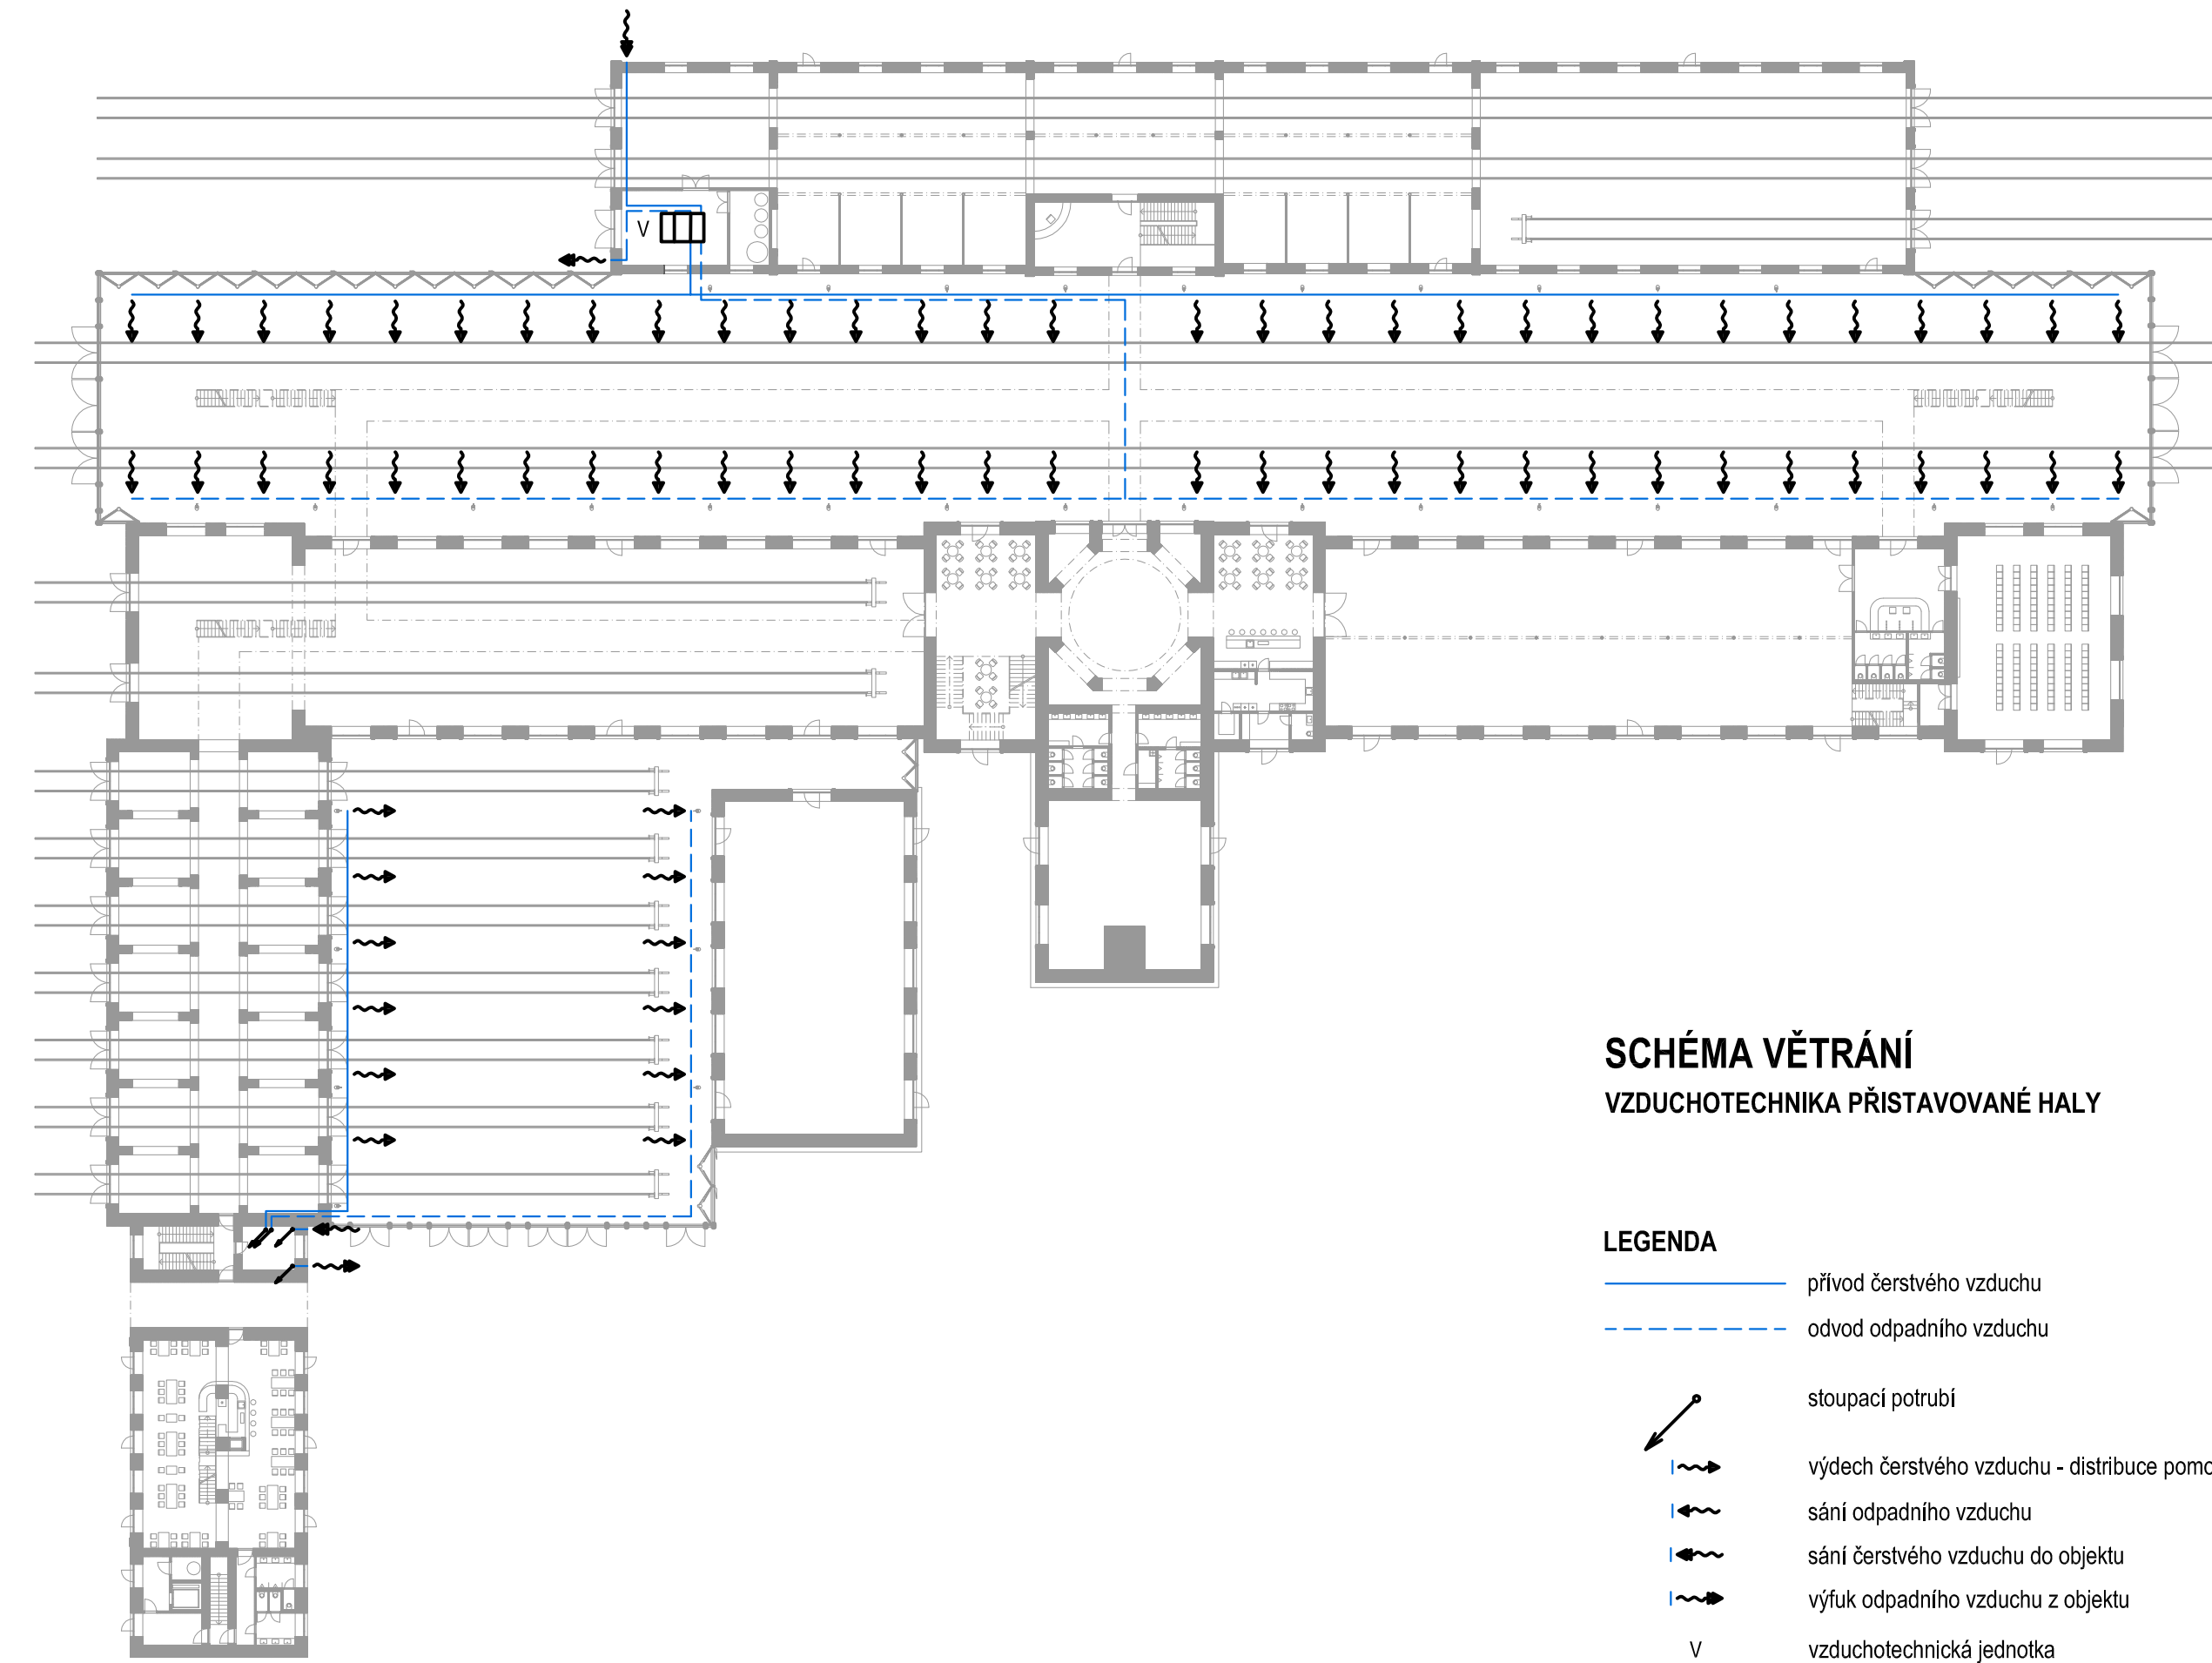 V
SCHÉMA VĚTRÁNÍ
VZDUCHOTECHNIKA PŘISTAVOVANÉ HALY
LEGENDA
přívod čerstvého vzduchu
odvod odpadního vzduchu
stoupací potrubí
výdech čerstvého vzduchu - distribuce
sání odpadního vzduchu
sání čerstvého vzduchu do objektu
výfuk odpadního vzduchu z objektu
V vzduchotechnická jednotka